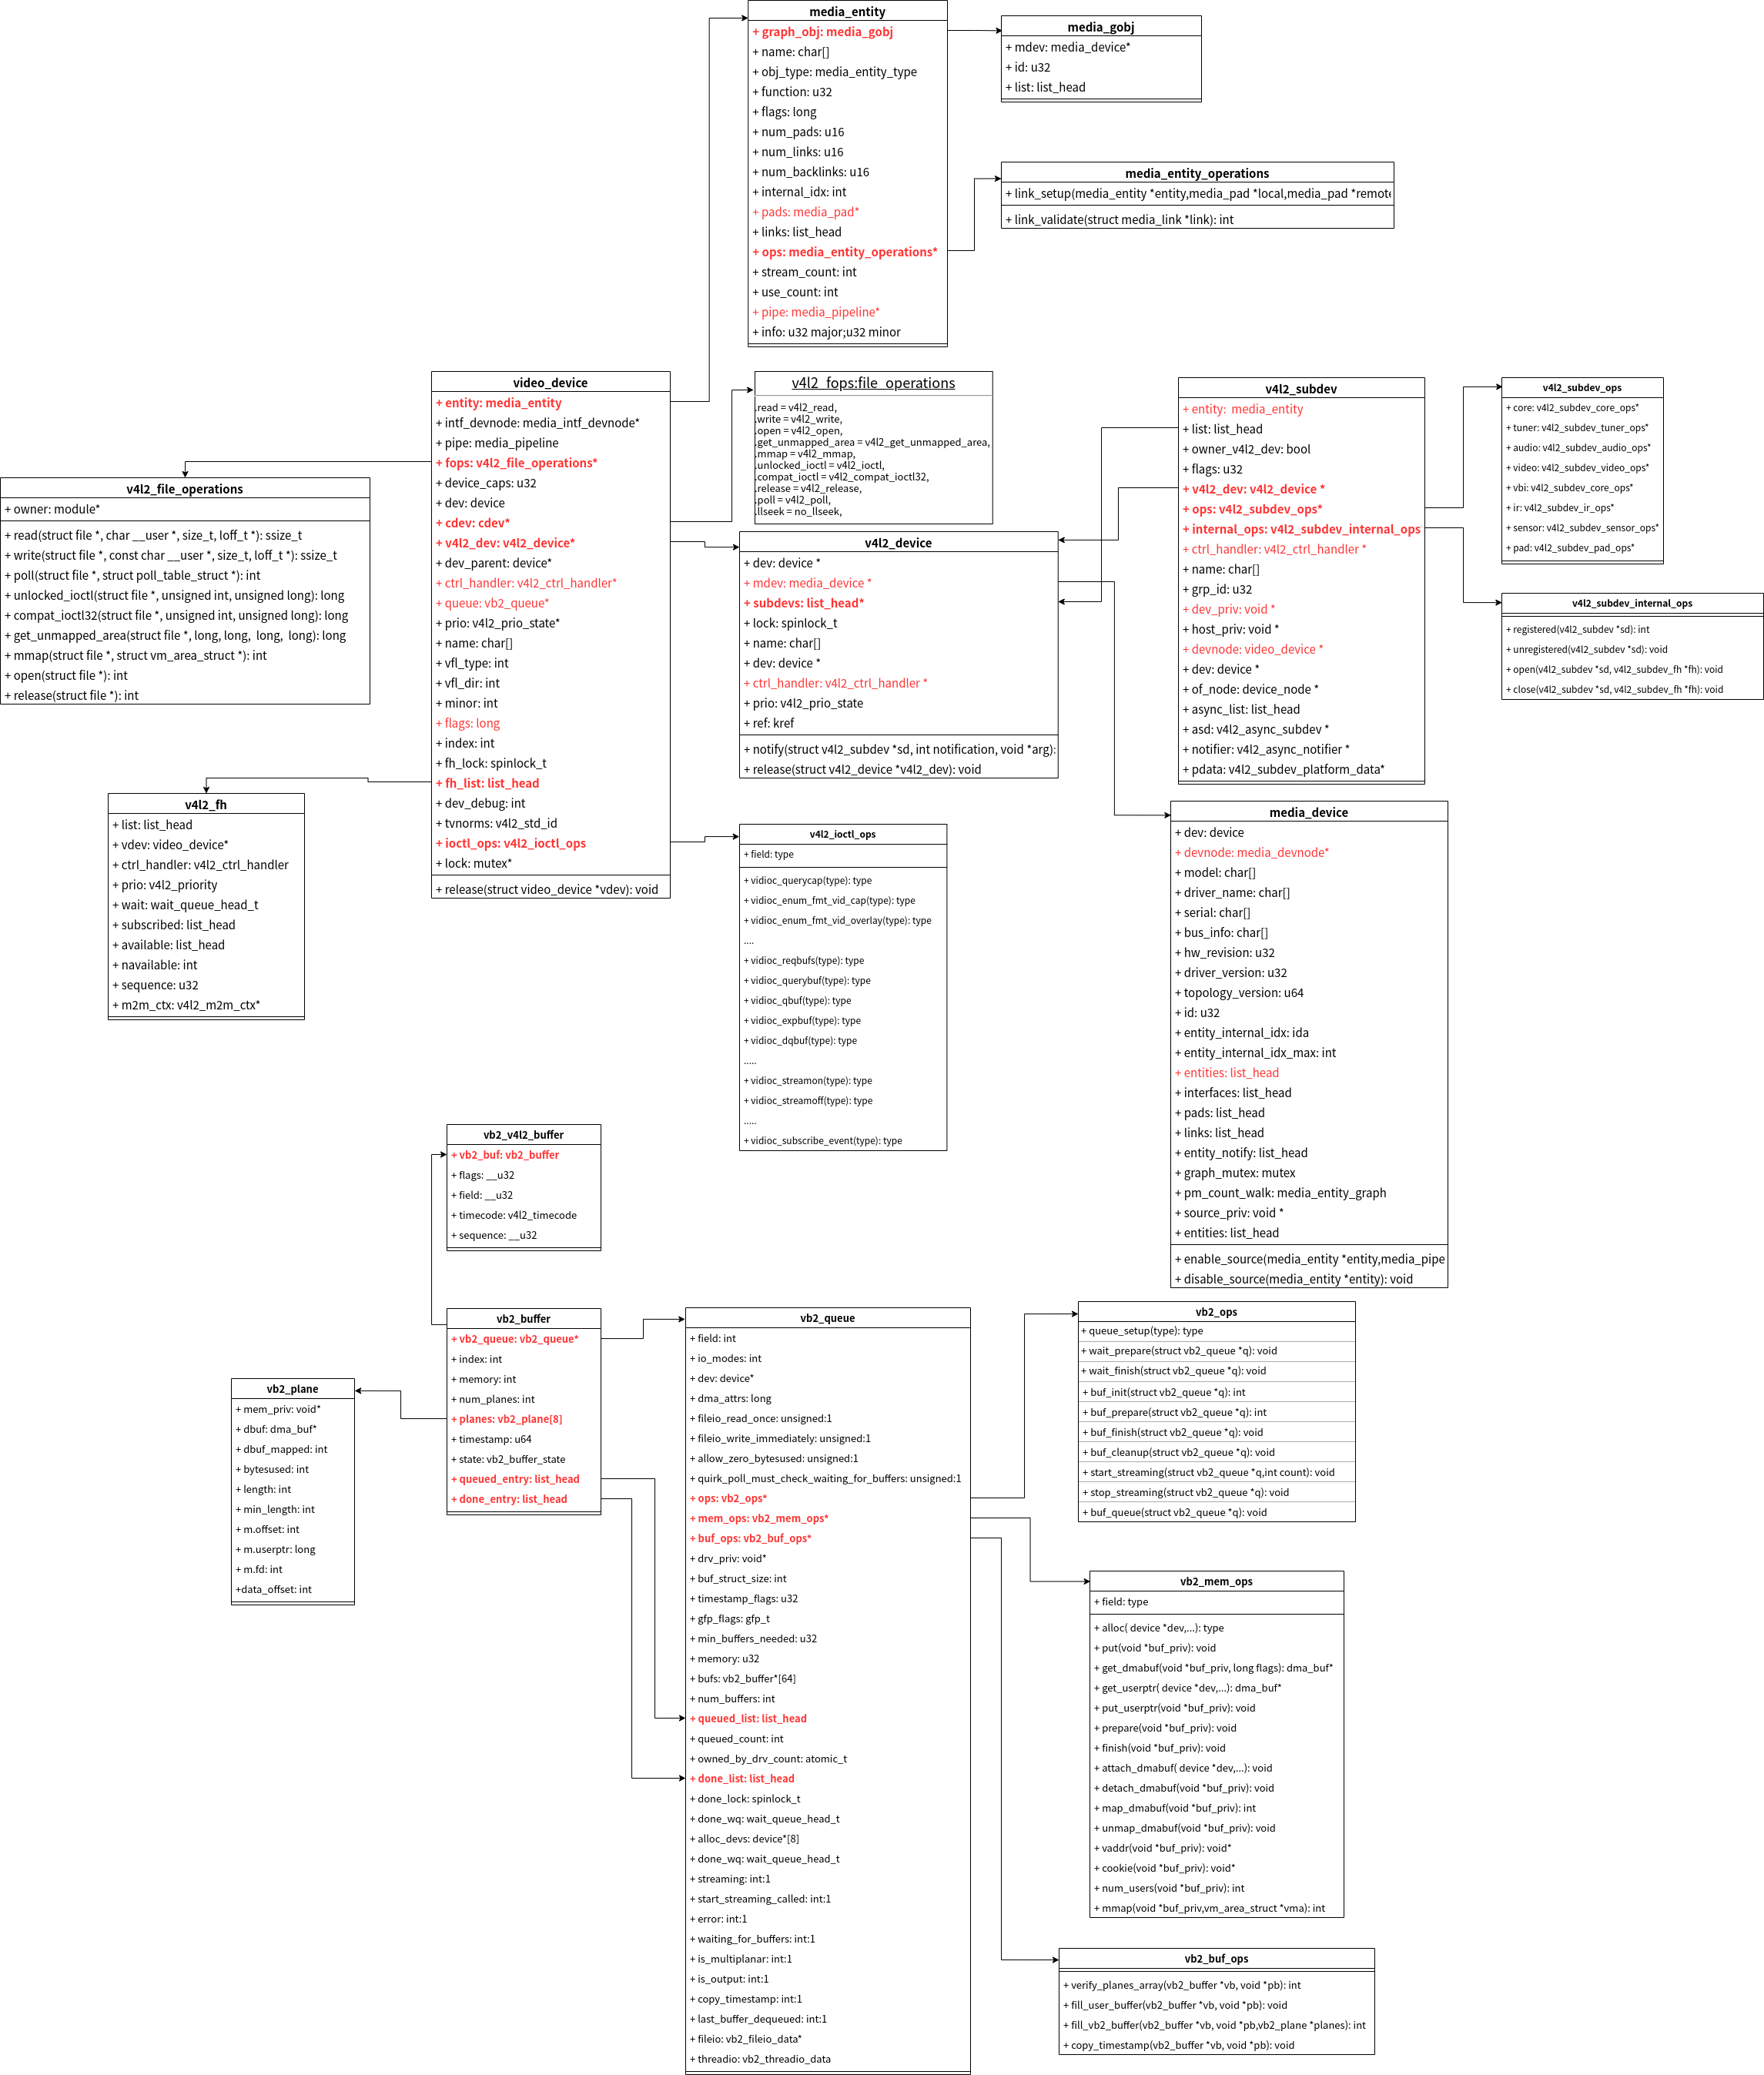 media_entity
+ graph_obj: media_gobj
+ name: char[]
+ obj_type: media_entity_type
+ function: u32
+ flags: long
+ num_pads: u16
+ num_links: u16
+ num_backlinks: u16
+ internal_idx: int
+ pads: media_pad*
+ links: list_head
+ ops: media_entity_operations*
+ stream_count: int
+ use_count: int
+ pipe: media_pipeline*
+ info: u32 major;u32 minor
media_gobj
+ mdev: media_device*
+ id: u32
+ list: list_head
media_entity_operations
+ link_setup(media_entity *entity,media_pad *local,media_pad *remote
+ link_validate(struct media_link *link): int
video_device
+ entity: media_entity
+ intf_devnode: media_intf_devnode*
+ pipe: media_pipeline
+ fops: v4l2_file_operations*
+ device_caps: u32
+ dev: device
+ cdev: cdev*
+ v4l2_dev: v4l2_device*
+ dev_parent: device*
+ ctrl_handler: v4l2_ctrl_handler*
+ queue: vb2_queue*
+ prio: v4l2_prio_state*
+ name: char[]
+ vfl_type: int
+ vfl_dir: int
+ minor: int
+ flags: long
+ index: int
+ fh_lock: spinlock_t
+ fh_list: list_head
+ dev_debug: int
+ tvnorms: v4l2_std_id
+ ioctl_ops: v4l2_ioctl_ops
+ lock: mutex*
+ release(struct video_device *vdev): void
v4l2_fops:file_operations
.read = v4l2_read,
.write = v4l2_write,
.open = v4l2_open,
.get_unmapped_area = v4l2_get_unmapped_area,
.mmap = v4l2_mmap,
.unlocked_ioctl = v4l2_ioctl,
.compat_ioctl = v4l2_compat_ioctl32,
.release = v4l2_release,
.poll = v4l2_poll,
.llseek = no_llseek,
v4l2_subdev
+ entity:  media_entity
+ list: list_head
+ owner_v4l2_dev: bool
+ flags: u32
+ v4l2_dev: v4l2_device *
+ ops: v4l2_subdev_ops*
+ internal_ops: v4l2_subdev_internal_ops
+ ctrl_handler: v4l2_ctrl_handler *
+ name: char[]
+ grp_id: u32
+ dev_priv: void *
+ host_priv: void *
+ devnode: video_device *
+ dev: device *
+ of_node: device_node *
+ async_list: list_head
+ asd: v4l2_async_subdev *
+ notifier: v4l2_async_notifier *
+ pdata: v4l2_subdev_platform_data*
v4l2_subdev_ops
+ core: v4l2_subdev_core_ops*
+ tuner: v4l2_subdev_tuner_ops*
+ audio: v4l2_subdev_audio_ops*
+ video: v4l2_subdev_video_ops*
+ vbi: v4l2_subdev_core_ops*
+ ir: v4l2_subdev_ir_ops*
+ sensor: v4l2_subdev_sensor_ops*
+ pad: v4l2_subdev_pad_ops*
v4l2_subdev_internal_ops
+ registered(v4l2_subdev *sd): int
+ unregistered(v4l2_subdev *sd): void
+ open(v4l2_subdev *sd, v4l2_subdev_fh *fh): void
+ close(v4l2_subdev *sd, v4l2_subdev_fh *fh): void
v4l2_file_operations
+ owner: module*
+ read(struct file *, char __user *, size_t, loff_t *): ssize_t
+ write(struct file *, const char __user *, size_t, loff_t *): ssize_t
+ poll(struct file *, struct poll_table_struct *): int
+ unlocked_ioctl(struct file *, unsigned int, unsigned long): long
+ compat_ioctl32(struct file *, unsigned int, unsigned long): long
+ get_unmapped_area(struct file *, long, long,  long,  long): long
+ mmap(struct file *, struct vm_area_struct *): int
+ open(struct file *): int
+ release(struct file *): int
v4l2_device
+ dev: device *
+ mdev: media_device *
+ subdevs: list_head*
+ lock: spinlock_t
+ name: char[]
+ dev: device *
+ ctrl_handler: v4l2_ctrl_handler *
+ prio: v4l2_prio_state
+ ref: kref
+ notify(struct v4l2_subdev *sd, int notification, void *arg):
+ release(struct v4l2_device *v4l2_dev): void
v4l2_fh
+ list: list_head
+ vdev: video_device*
+ ctrl_handler: v4l2_ctrl_handler
+ prio: v4l2_priority
+ wait: wait_queue_head_t
+ subscribed: list_head
+ available: list_head
+ navailable: int
+ sequence: u32
+ m2m_ctx: v4l2_m2m_ctx*
v4l2_ioctl_ops
+ field: type
+ vidioc_querycap(type): type
+ vidioc_enum_fmt_vid_cap(type): type
+ vidioc_enum_fmt_vid_overlay(type): type
....
+ vidioc_reqbufs(type): type
+ vidioc_querybuf(type): type
+ vidioc_qbuf(type): type
+ vidioc_expbuf(type): type
+ vidioc_dqbuf(type): type
.....
+ vidioc_streamon(type): type
+ vidioc_streamoff(type): type
.....
+ vidioc_subscribe_event(type): type
media_device
+ dev: device
+ devnode: media_devnode*
+ model: char[]
+ driver_name: char[]
+ serial: char[]
+ bus_info: char[]
+ hw_revision: u32
+ driver_version: u32
+ topology_version: u64
+ id: u32
+ entity_internal_idx: ida
+ entity_internal_idx_max: int
+ entities: list_head
+ interfaces: list_head
+ pads: list_head
+ links: list_head
+ entity_notify: list_head
+ graph_mutex: mutex
+ pm_count_walk: media_entity_graph
+ source_priv: void *
+ entities: list_head
+ enable_source(media_entity *entity,media_pipe
+ disable_source(media_entity *entity): void
vb2_v4l2_buffer
+ vb2_buf: vb2_buffer
+ flags: __u32
+ field: __u32
+ timecode: v4l2_timecode
+ sequence: __u32
vb2_buffer
+ vb2_queue: vb2_queue*
+ index: int
+ memory: int
+ num_planes: int
+ planes: vb2_plane[8]
+ timestamp: u64
+ state: vb2_buffer_state
+ queued_entry: list_head
+ done_entry: list_head
vb2_plane
+ mem_priv: void*
+ dbuf: dma_buf*
+ dbuf_mapped: int
+ bytesused: int
+ length: int
+ min_length: int
+ m.offset: int
+ m.userptr: long
+ m.fd: int
+data_offset: int
vb2_queue
+ field: int
+ io_modes: int
+ dev: device*
+ dma_attrs: long
+ fileio_read_once: unsigned:1
+ fileio_write_immediately: unsigned:1
+ allow_zero_bytesused: unsigned:1
+ quirk_poll_must_check_waiting_for_buffers: unsigned:1
+ ops: vb2_ops*
+ mem_ops: vb2_mem_ops*
+ buf_ops: vb2_buf_ops*
+ drv_priv: void*
+ buf_struct_size: int
+ timestamp_flags: u32
+ gfp_flags: gfp_t
+ min_buffers_needed: u32
+ memory: u32
+ bufs: vb2_buffer*[64]
+ num_buffers: int
+ queued_list: list_head
+ queued_count: int
+ owned_by_drv_count: atomic_t
+ done_list: list_head
+ done_lock: spinlock_t
+ done_wq: wait_queue_head_t
+ alloc_devs: device*[8]
+ done_wq: wait_queue_head_t
+ streaming: int:1
+ start_streaming_called: int:1
+ error: int:1
+ waiting_for_buffers: int:1
+ is_multiplanar: int:1
+ is_output: int:1
+ copy_timestamp: int:1
+ last_buffer_dequeued: int:1
+ fileio: vb2_fileio_data*
+ threadio: vb2_threadio_data
vb2_ops
+ queue_setup(type): type
+ wait_prepare(struct vb2_queue *q): void
+ wait_finish(struct vb2_queue *q): void
+ buf_init(struct vb2_queue *q): int
+ buf_prepare(struct vb2_queue *q): int
+ buf_finish(struct vb2_queue *q): void
+ buf_cleanup(struct vb2_queue *q): void
+ start_streaming(struct vb2_queue *q,int count): void
+ stop_streaming(struct vb2_queue *q): void
+ buf_queue(struct vb2_queue *q): void
vb2_mem_ops
+ field: type
+ alloc( device *dev,...): type
+ put(void *buf_priv): void
+ get_dmabuf(void *buf_priv, long flags): dma_buf*
+ get_userptr( device *dev,...): dma_buf*
+ put_userptr(void *buf_priv): void
+ prepare(void *buf_priv): void
+ finish(void *buf_priv): void
+ attach_dmabuf( device *dev,...): void
+ detach_dmabuf(void *buf_priv): void
+ map_dmabuf(void *buf_priv): int
+ unmap_dmabuf(void *buf_priv): void
+ vaddr(void *buf_priv): void*
+ cookie(void *buf_priv): void*
+ num_users(void *buf_priv): int
+ mmap(void *buf_priv,vm_area_struct *vma): int
vb2_buf_ops
+ verify_planes_array(vb2_buffer *vb, void *pb): int
+ fill_user_buffer(vb2_buffer *vb, void *pb): void
+ fill_vb2_buffer(vb2_buffer *vb, void *pb,vb2_plane *planes): int
+ copy_timestamp(vb2_buffer *vb, void *pb): void